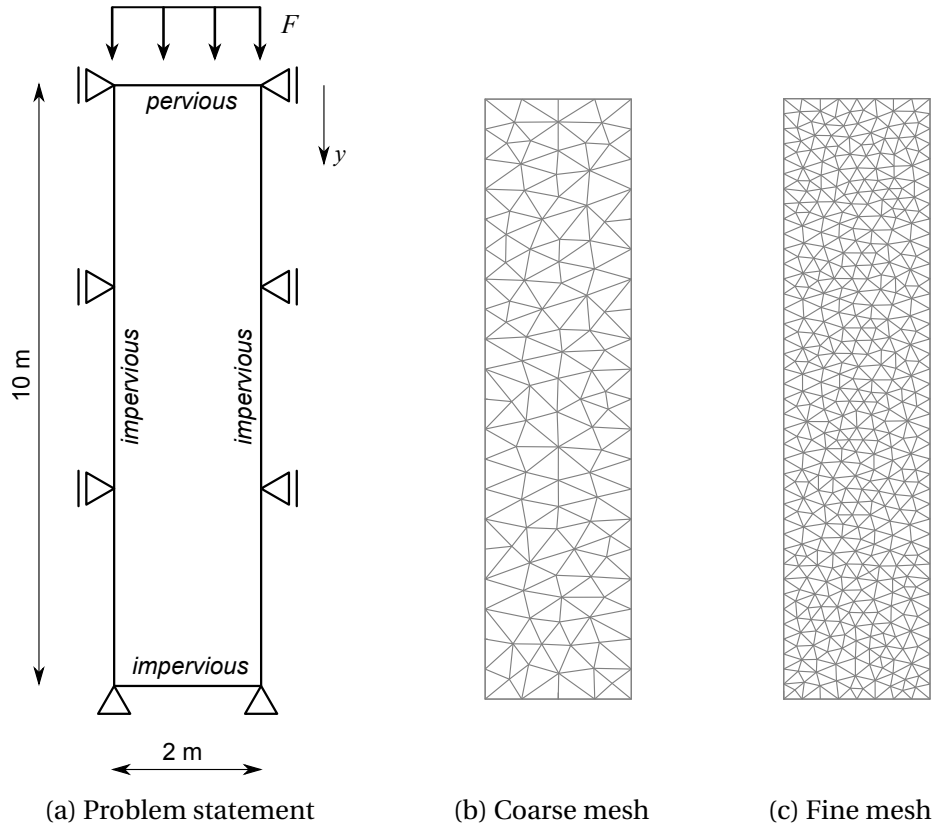 F
pervious
y
10 m
impervious
impervious
impervious
2 m
(a) Problem statement
(b) Coarse mesh
(c) Fine mesh